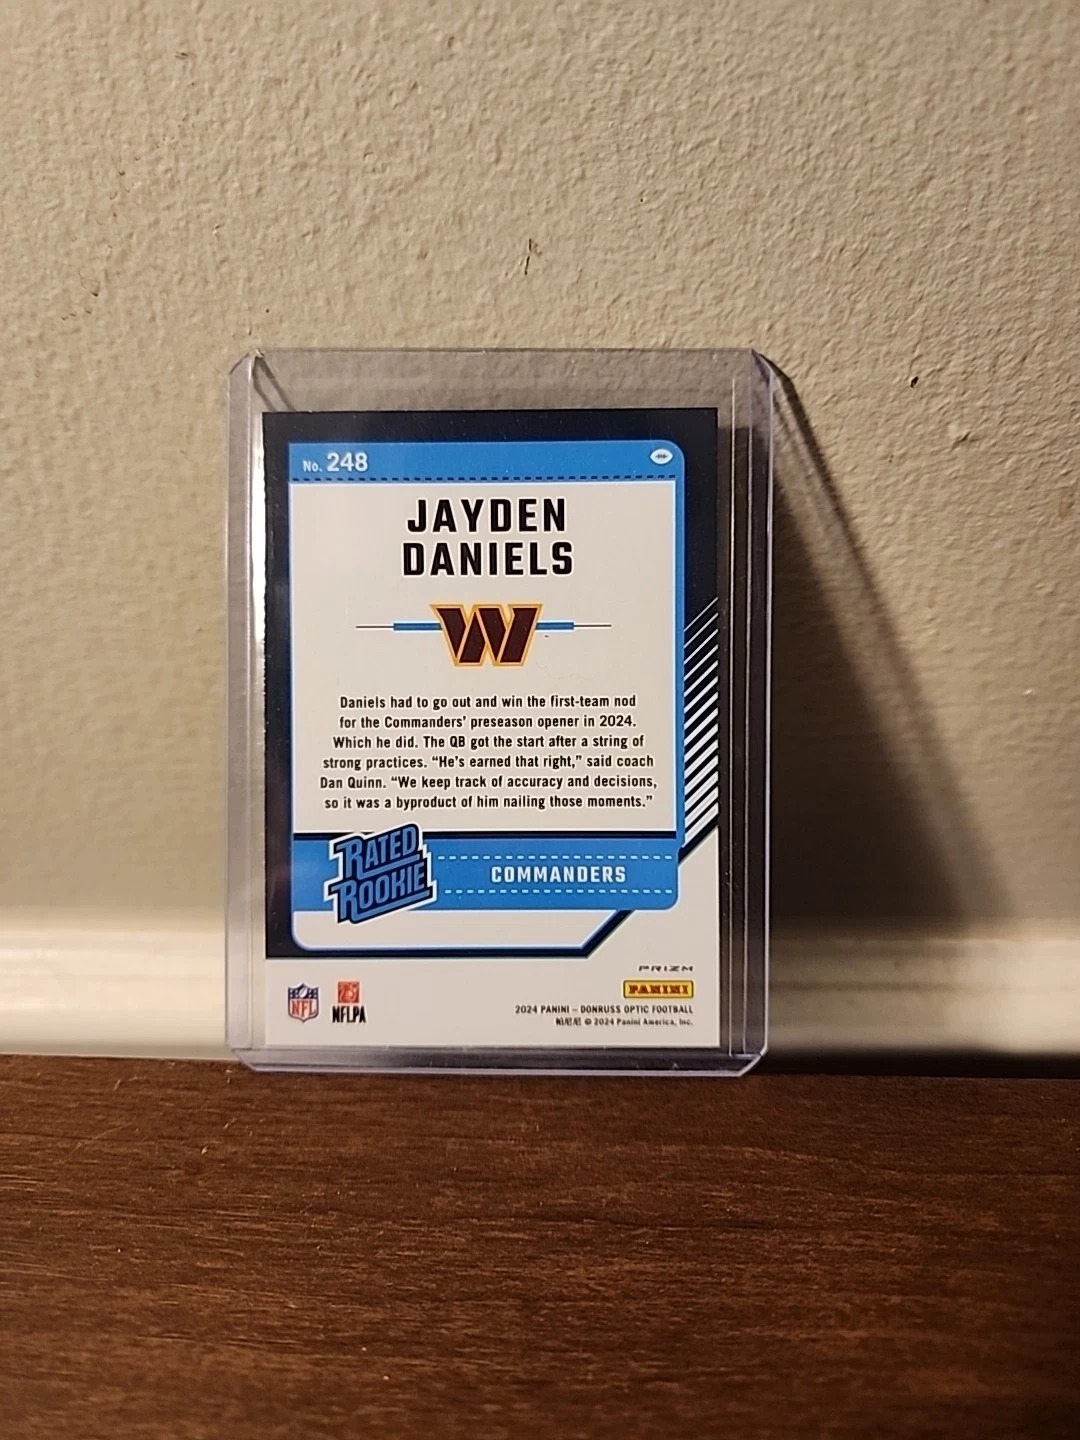 No. 248
JAYDEN
DANIELS
W
Daniels had to go out and win the first-team nod
for the Commanders' preseason opener in 2024.
Which he did. The QB got the start after a string of
strong practices. “He's earned that right,” said coach
Dan Quinn. “We keep track of accuracy and decisions,
so it was a byproduct of him nailing those moments.”
RATED
ROOKIE
COMMANDERS
PRIZM
PANINI
NFL
NFLPA
2024 PANINI – DONRUSS OPTIC FOOTBALL
帕尼尼 © 2024 Panini America, Inc.